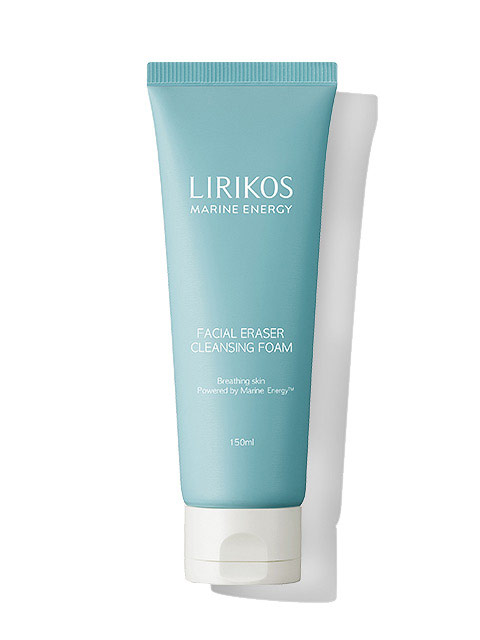 LIRIKOS
MARINE ENERGY
FACIAL ERASER
CLEANSING FOAM
Breathing skin
Powered by Marine Energy™
150ml